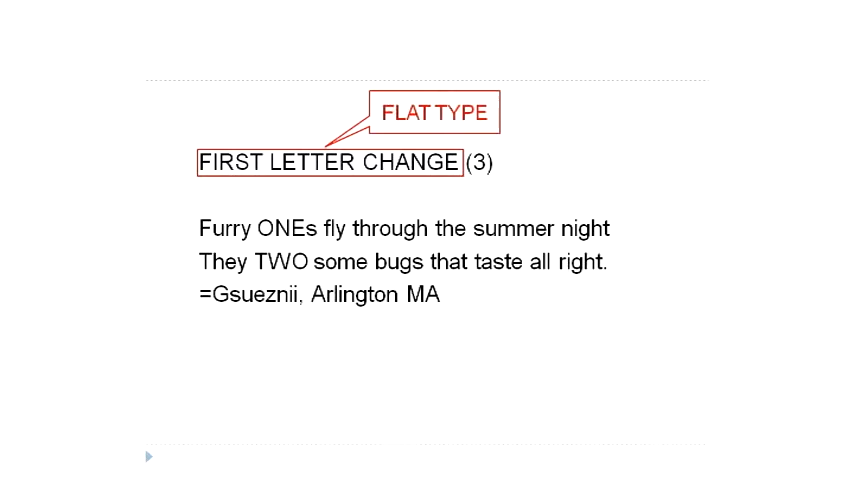 FLAT TYPE
FIRST LETTER CHANGE (3)
Furry ONEs fly through the summer night
They TWO some bugs that taste all right.
=Gsueznii, Arlington MA